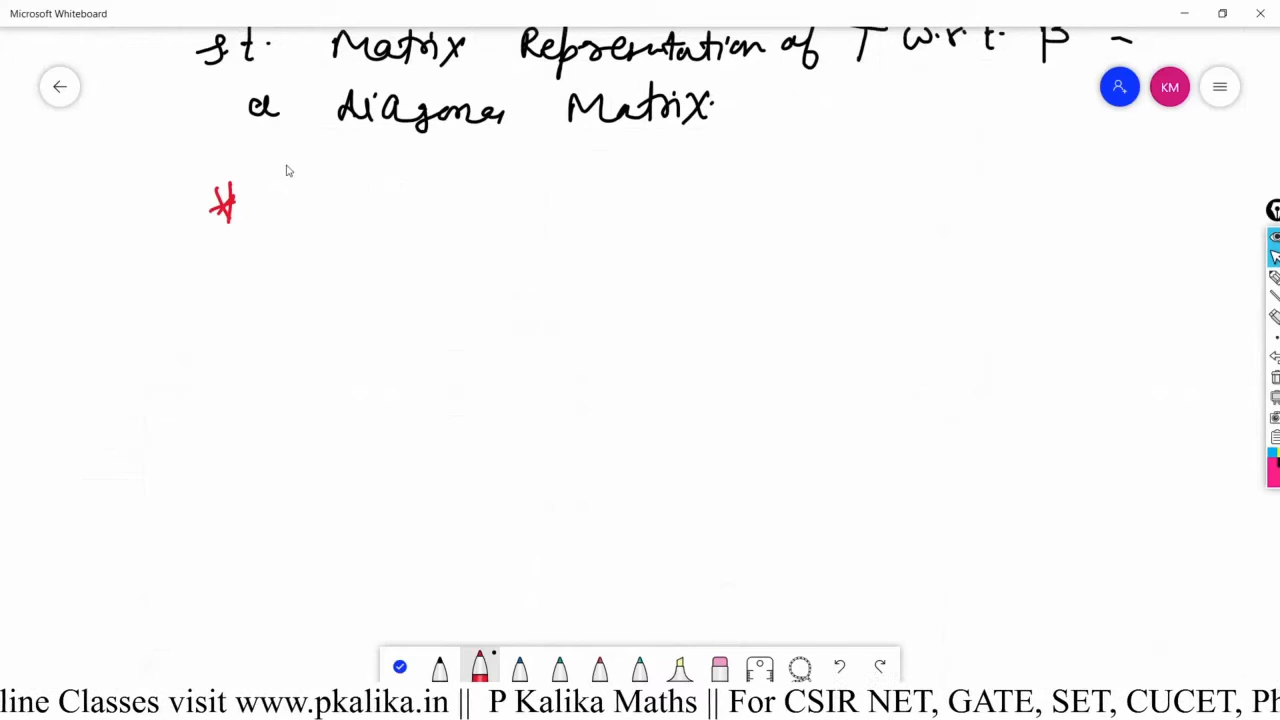 Microsoft Whiteboard
s t. Matrix Representation of T w.r.t. β =
a diagonal Matrix.
KM
line Classes visit www.pkalika.in || P Kalika Maths || For CSIR NET, GATE, SET, CUCET, Ph